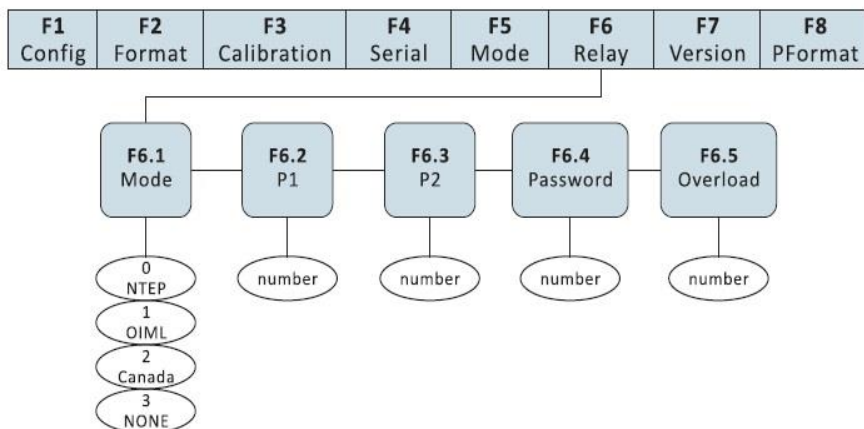 F1 F2 F3 F4 F5 F6 F7 F8
Config Format Calibration Serial Mode Relay Version PFormat
F6.1 F6.2 F6.3 F6.4 F6.5
Mode P1 P2 Password Overload
0
NTEP
number number number number
1
OIML
2
Canada
3
NONE